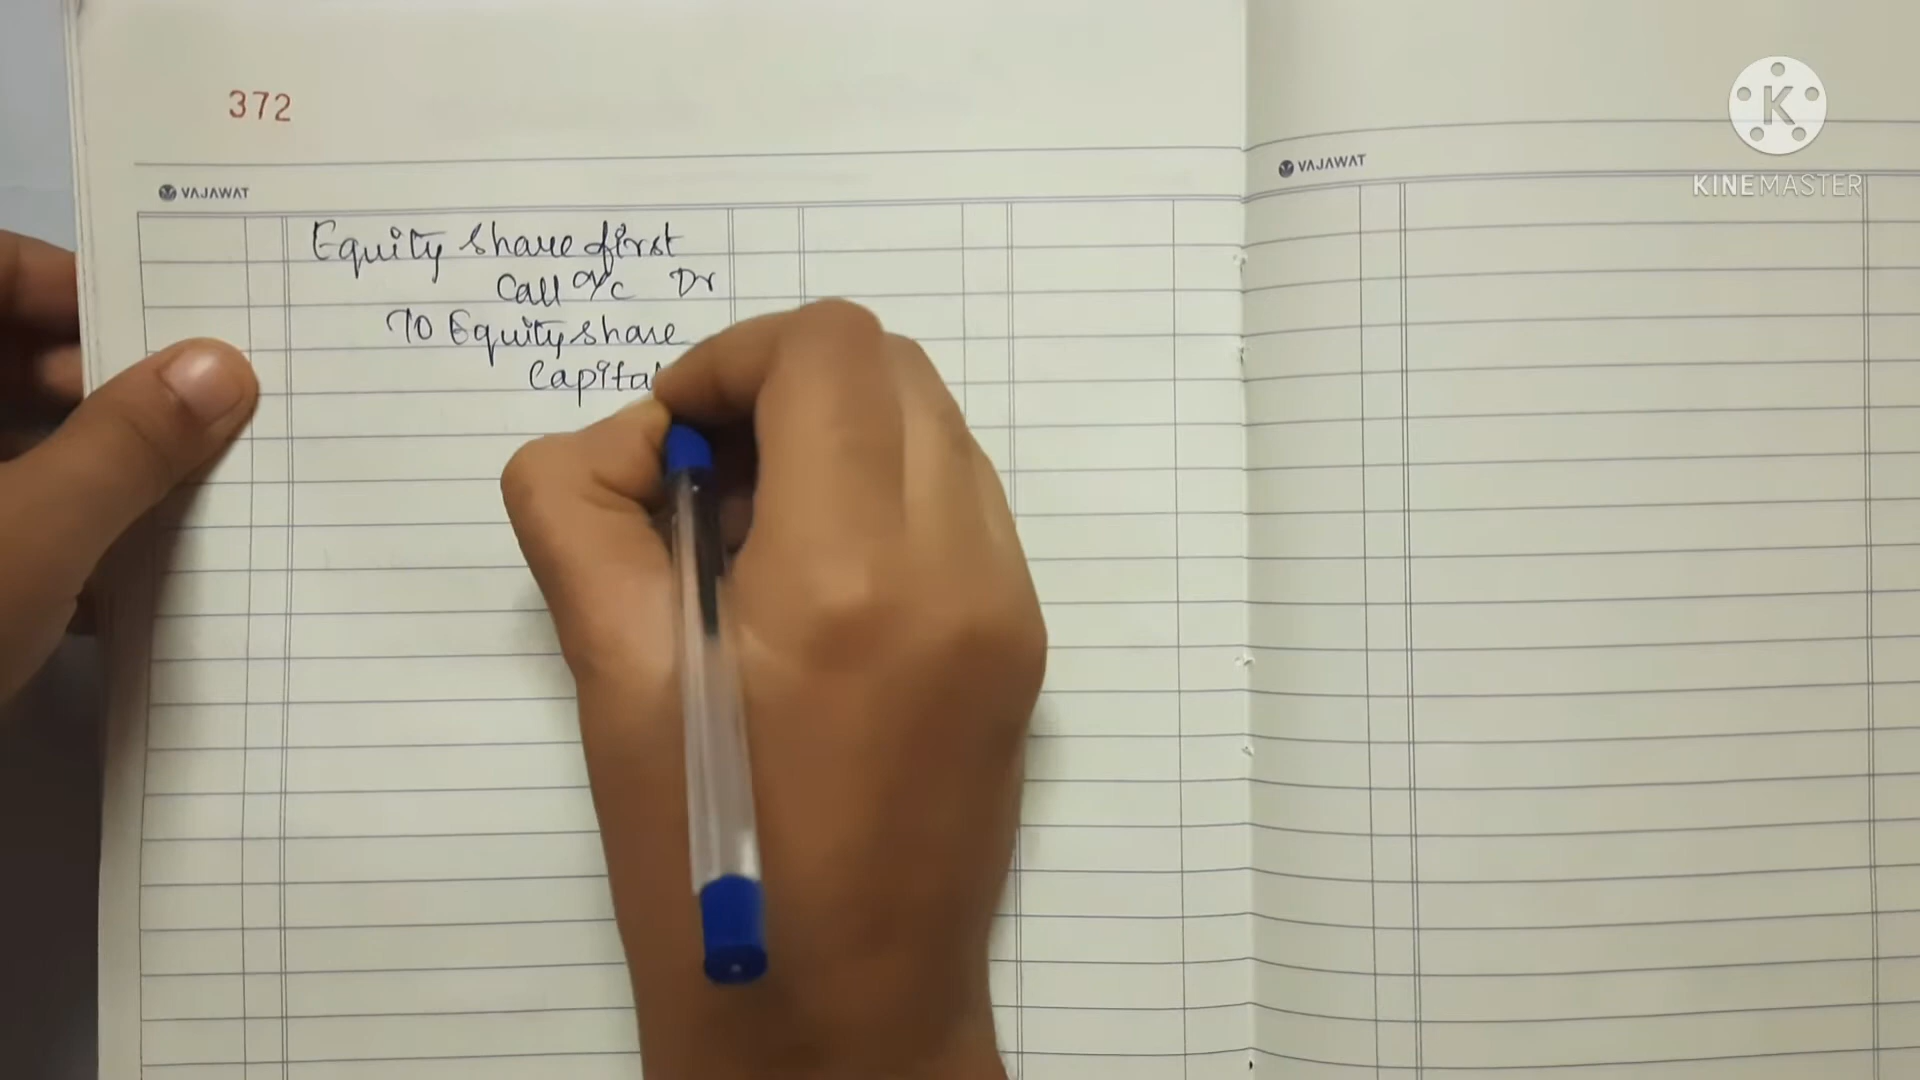 372
VAJAWAT
Equity share first
Call a/c Dr
To Equity share
Capital
VAJAWAT
K
KINEMASTER